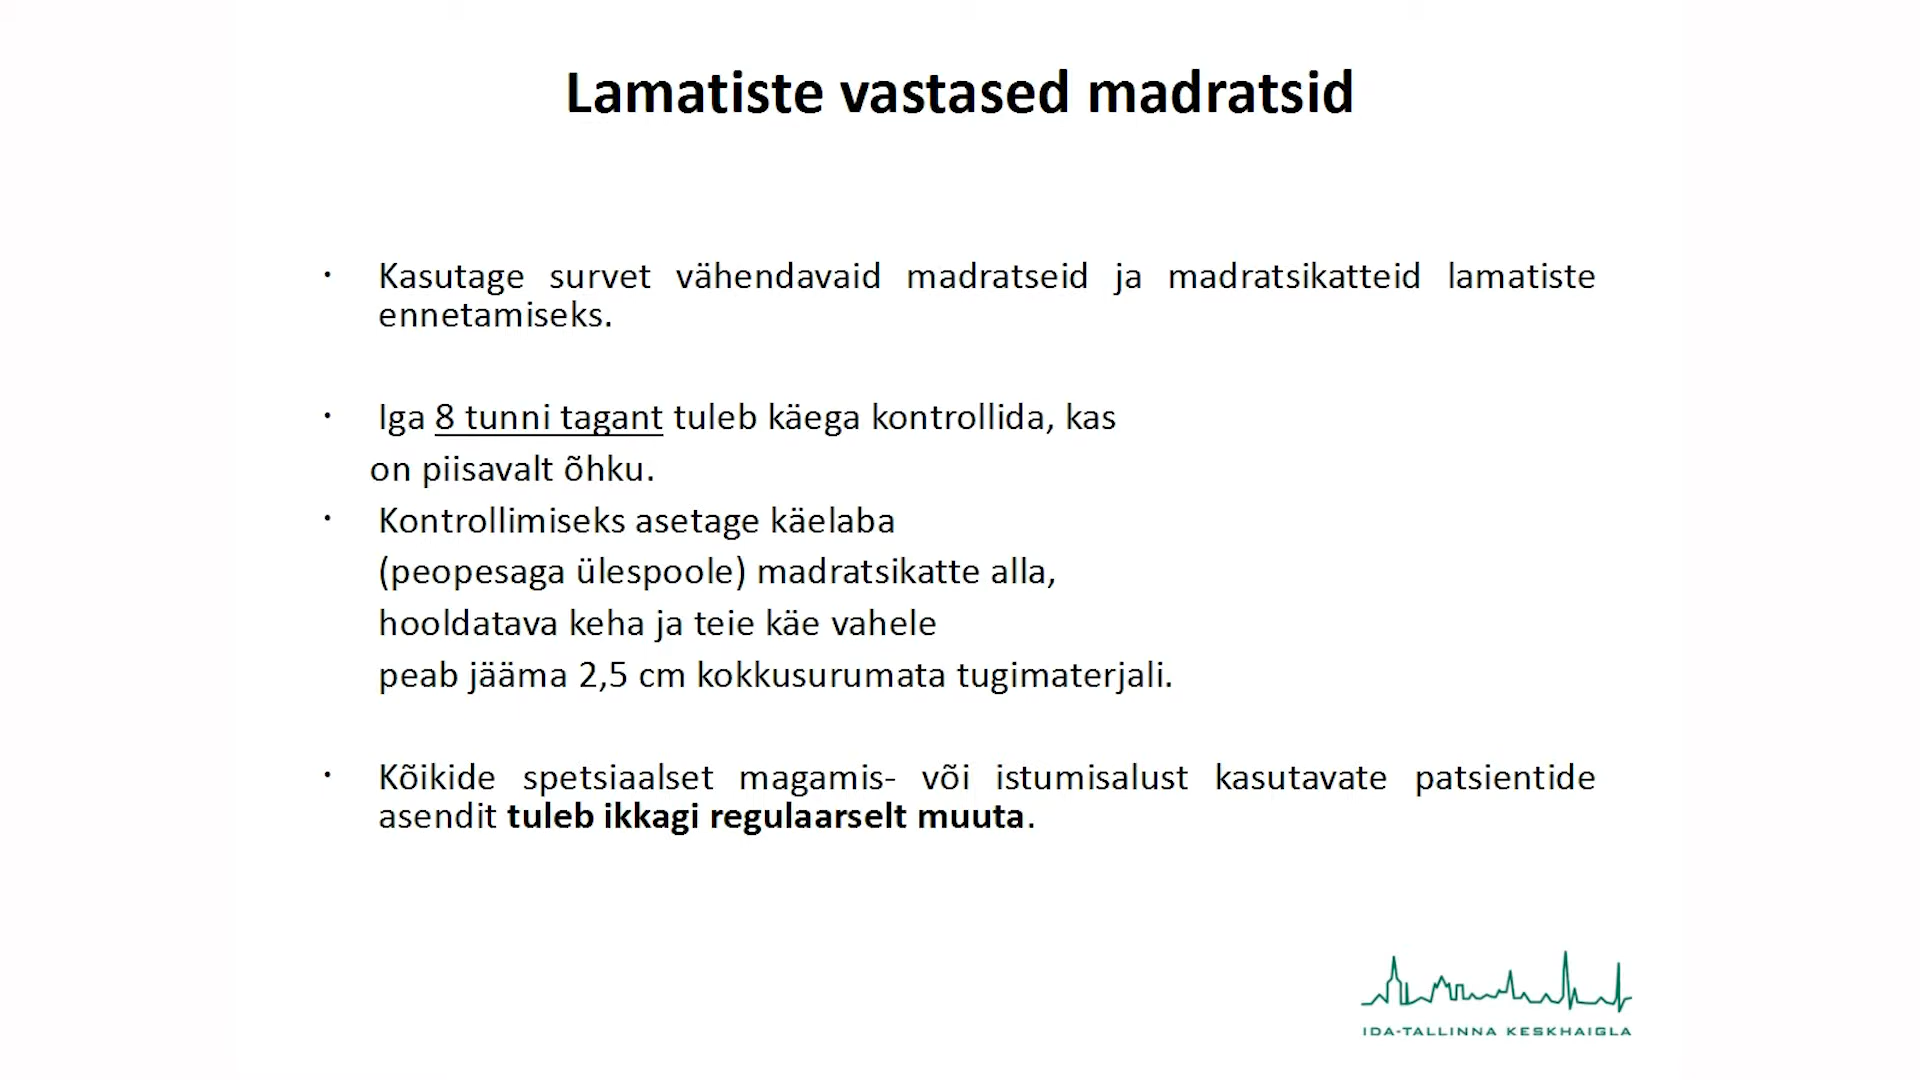 Lamatiste vastased madratsid
· Kasutage survet vähendavaid madratseid ja madratsikatteid lamatiste
ennetamiseks.
· Iga 8 tunni tagant tuleb käega kontrollida, kas
on piisavalt õhku.
· Kontrollimiseks asetage käelaba
(peopesaga ülespoole) madratsikatte alla,
hooldatava keha ja teie käe vahele
peab jääma 2,5 cm kokkusurumata tugimaterjali.
· Kõikide spetsiaalset magamis- või istumisalust kasutavate patsientide
asendit tuleb ikkagi regulaarselt muuta.
IDA-TALLINNA KESKHAIGLA